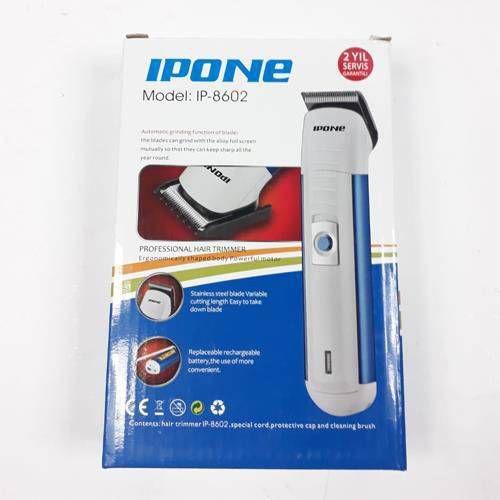 IPONE
Model: IP-8602
2 YIL
SERVIS
GARANTILI
Automatic grinding function of blade:
the blades can grind with the alloy foil screen
mutually so that they can keep sharp all the
year round.
IPONE
IPONE
PROFESSIONAL HAIR TRIMMER
Ergonomically shaped body Powerful motor
Stainless steel blade Variable
cutting length Easy to take
down blade
Replaceable rechargeable
battery,the use of more
convenient.
CE
Contents: hair trimmer IP-8602, special cord, protective cap and cleaning brush